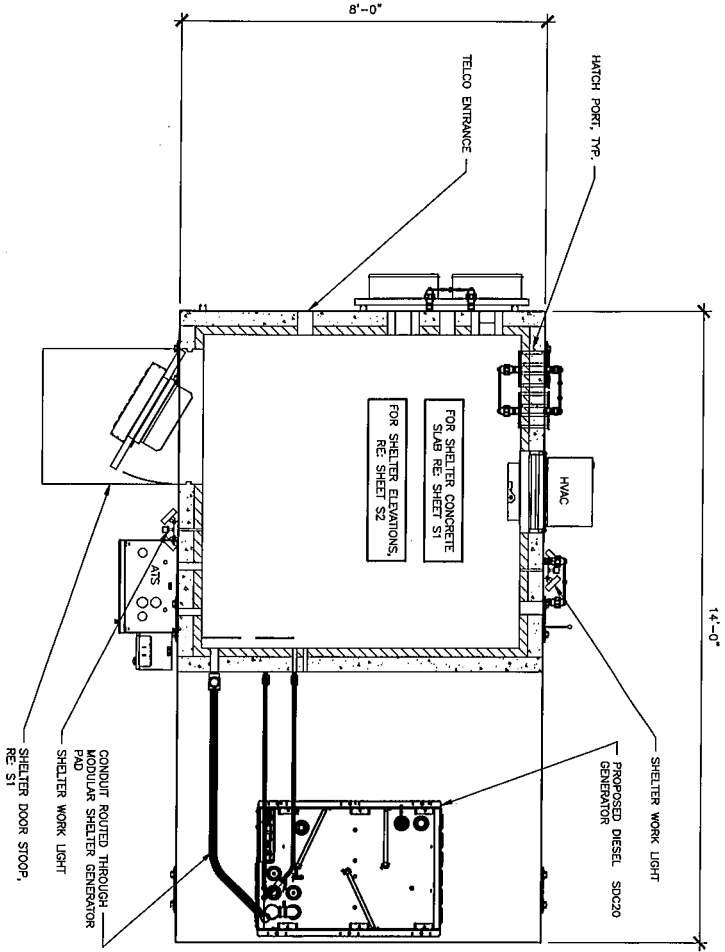 8'-0"
TELCO ENTRANCE
HATCH PORT, TYP.
14'-0"
HVAC
FOR SHELTER CONCRETE
SLAB RE: SHEET S1
FOR SHELTER ELEVATIONS,
RE: SHEET S2
ATS
SHELTER WORK LIGHT
PROPOSED DIESEL SDC20
GENERATOR
CONDUIT ROUTED THROUGH
MODULAR SHELTER GENERATOR
PAD
SHELTER WORK LIGHT
SHELTER DOOR STOOP,
RE: S1